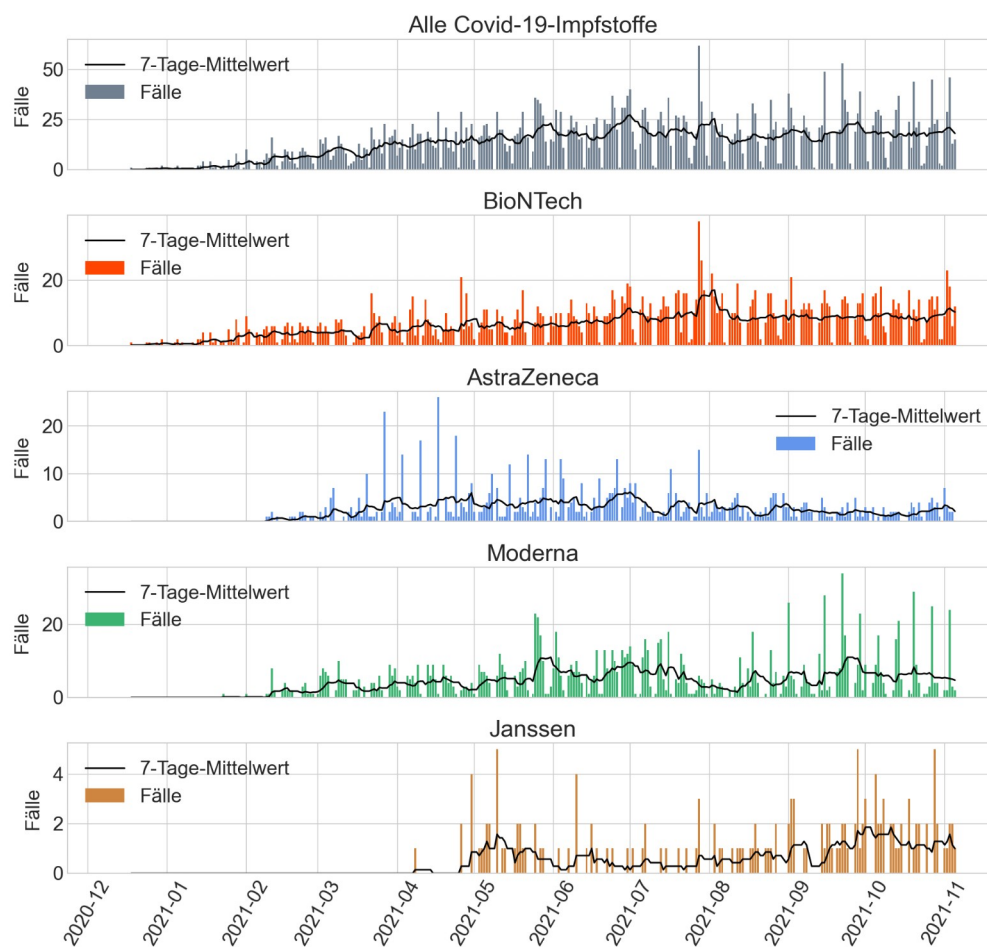 Alle Covid-19-Impfstoffe
Fälle
50
25
0
7-Tage-Mittelwert
Fälle
BioNTech
Fälle
20
0
7-Tage-Mittelwert
Fälle
AstraZeneca
Fälle
20
10
0
7-Tage-Mittelwert
Fälle
Moderna
Fälle
20
0
7-Tage-Mittelwert
Fälle
Janssen
Fälle
4
2
0
7-Tage-Mittelwert
Fälle
2020-12
2021-01
2021-02
2021-03
2021-04
2021-05
2021-06
2021-07
2021-08
2021-09
2021-10
2021-11